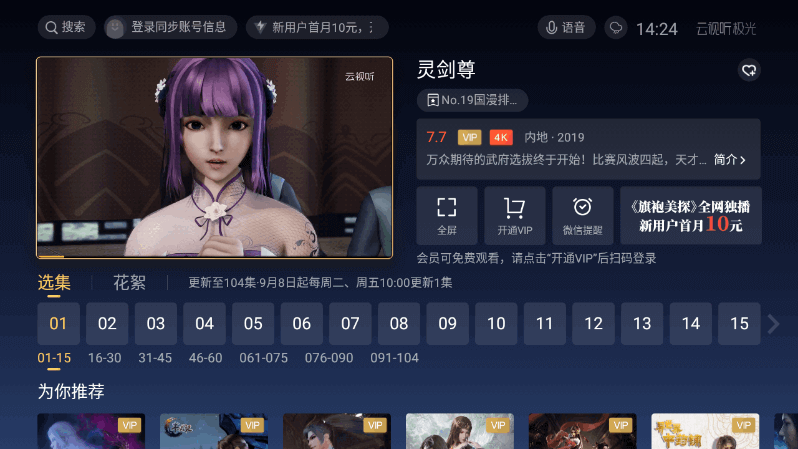 搜索
登录同步账号信息
新用户首月10元，
语音
14:24
云视听极光
云视听
灵剑尊
No.19国漫排…
7.7 VIP 4K 内地 · 2019
万众期待的武府选拔终于开始！比赛风波四起，天才… 简介
全屏
开通VIP
微信提醒
《旗袍美探》全网独播
新用户首月10元
会员可免费观看，请点击“开通VIP”后扫码登录
选集
花絮
更新至104集·9月8日起每周二、周五10:00更新1集
01 02 03 04 05 06 07 08 09 10 11 12 13 14 15
01-15 16-30 31-45 46-60 061-075 076-090 091-104
为你推荐
VIP
VIP
VIP
VIP
VIP
VIP